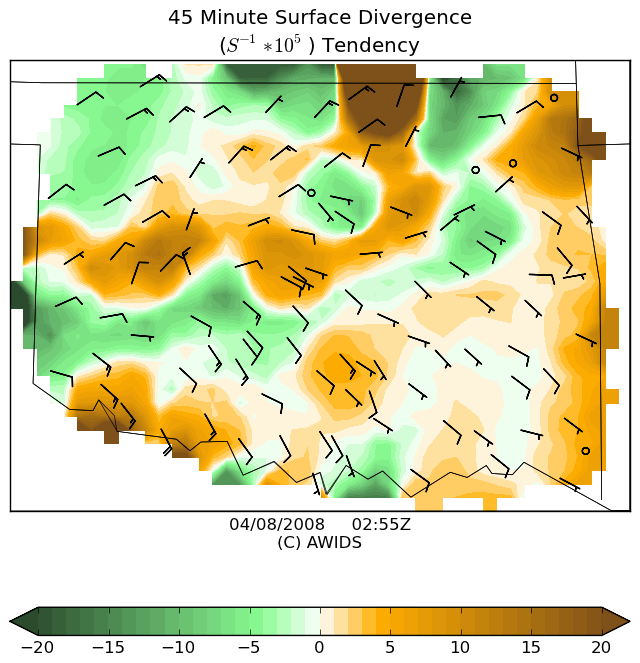 45 Minute Surface Divergence
(S⁻¹ *10⁵ ) Tendency
04/08/2008 02:55Z
(C) AWIDS
−20 −15 −10 −5 0 5 10 15 20